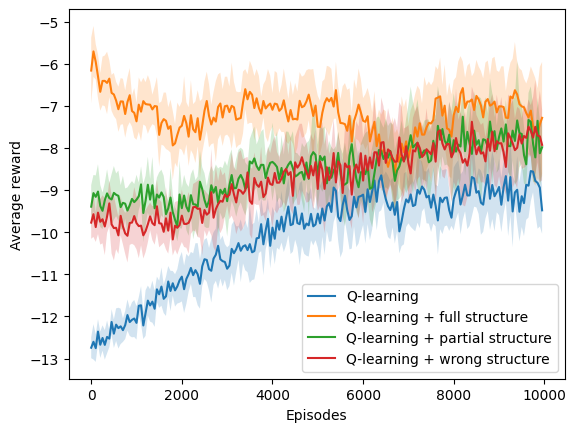 Average reward
−5
−6
−7
−8
−9
−10
−11
−12
−13
0
2000
4000
6000
8000
10000
Episodes
Q-learning
Q-learning + full structure
Q-learning + partial structure
Q-learning + wrong structure